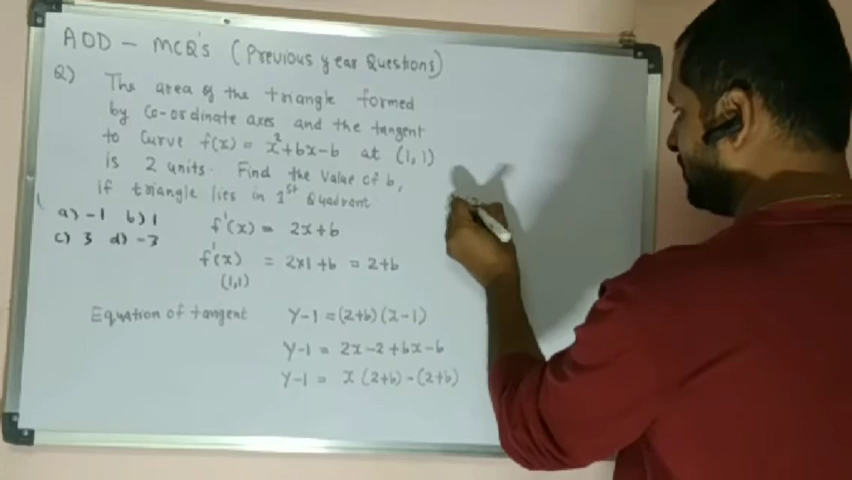 AOD - MCQ's (Previous year Questions)
Q) The area of the triangle formed
by Co-ordinate axes and the tangent
to Curve f(x) = x²+bx-b at (1,1)
is 2 units. Find the Value of b,
if triangle lies in 1st Quadrant
a) -1 b) 1
c) 3 d) -3
f'(x) = 2x+b
f'(x) = 2x1+b = 2+b
(1,1)
Equation of tangent y-1 = (2+b)(x-1)
y-1 = 2x-2+bx-b
y-1 = x(2+b)-(2+b)